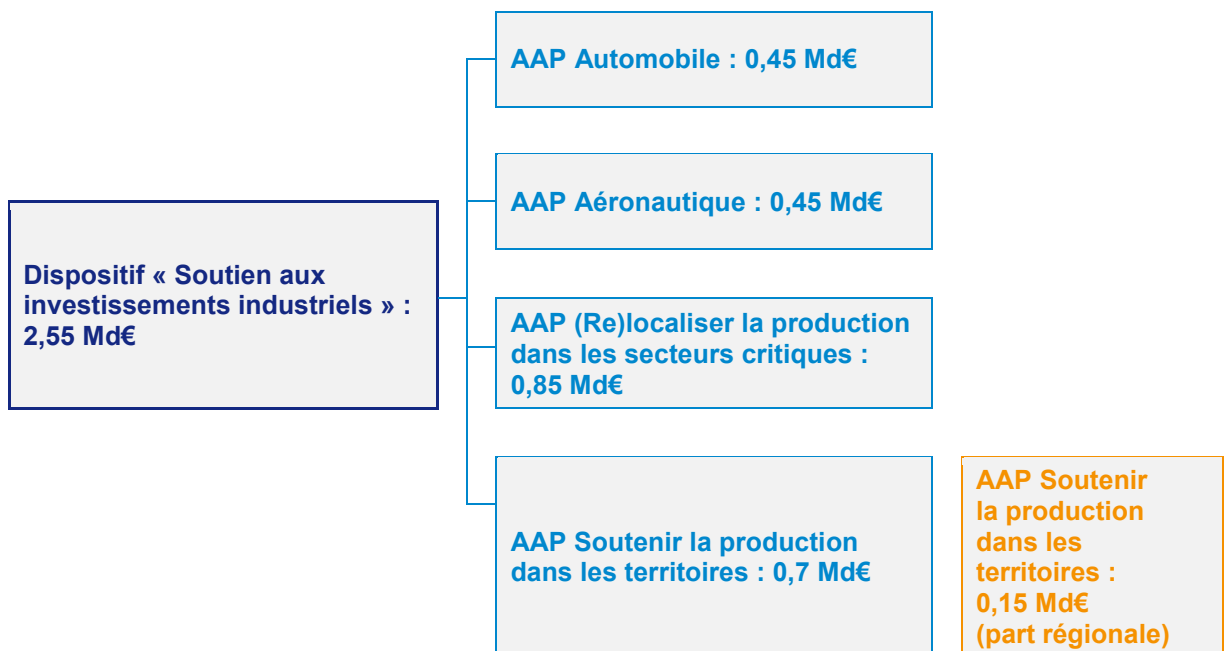 AAP Automobile : 0,45 Md€
AAP Aéronautique : 0,45 Md€
Dispositif « Soutien aux
investissements industriels » :
2,55 Md€
AAP (Re)localiser la production
dans les secteurs critiques :
0,85 Md€
AAP Soutenir la production
dans les territoires : 0,7 Md€
AAP Soutenir
la production
dans les
territoires :
0,15 Md€
(part régionale)